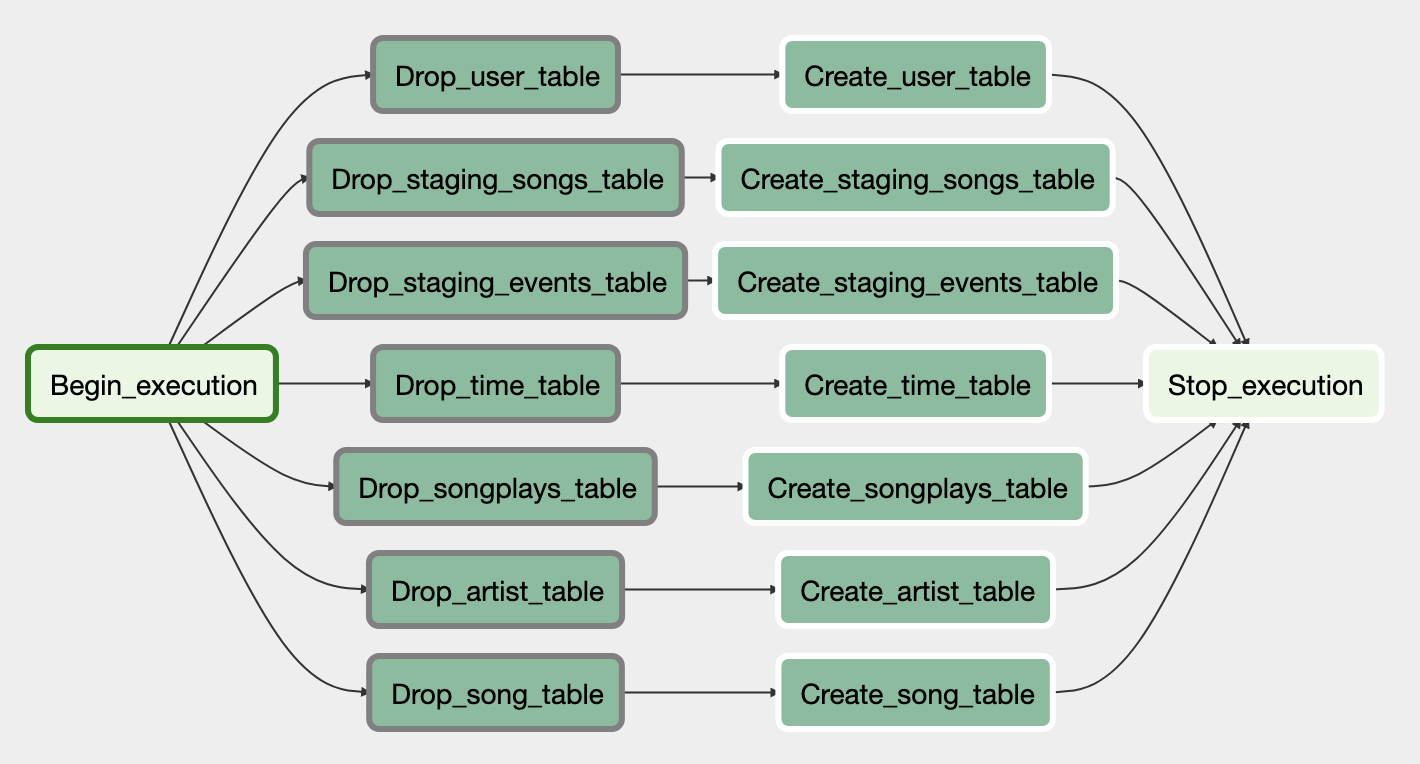 Drop_user_table
Create_user_table
Drop_staging_songs_table
Create_staging_songs_table
Drop_staging_events_table
Create_staging_events_table
Begin_execution
Drop_time_table
Create_time_table
Stop_execution
Drop_songplays_table
Create_songplays_table
Drop_artist_table
Create_artist_table
Drop_song_table
Create_song_table